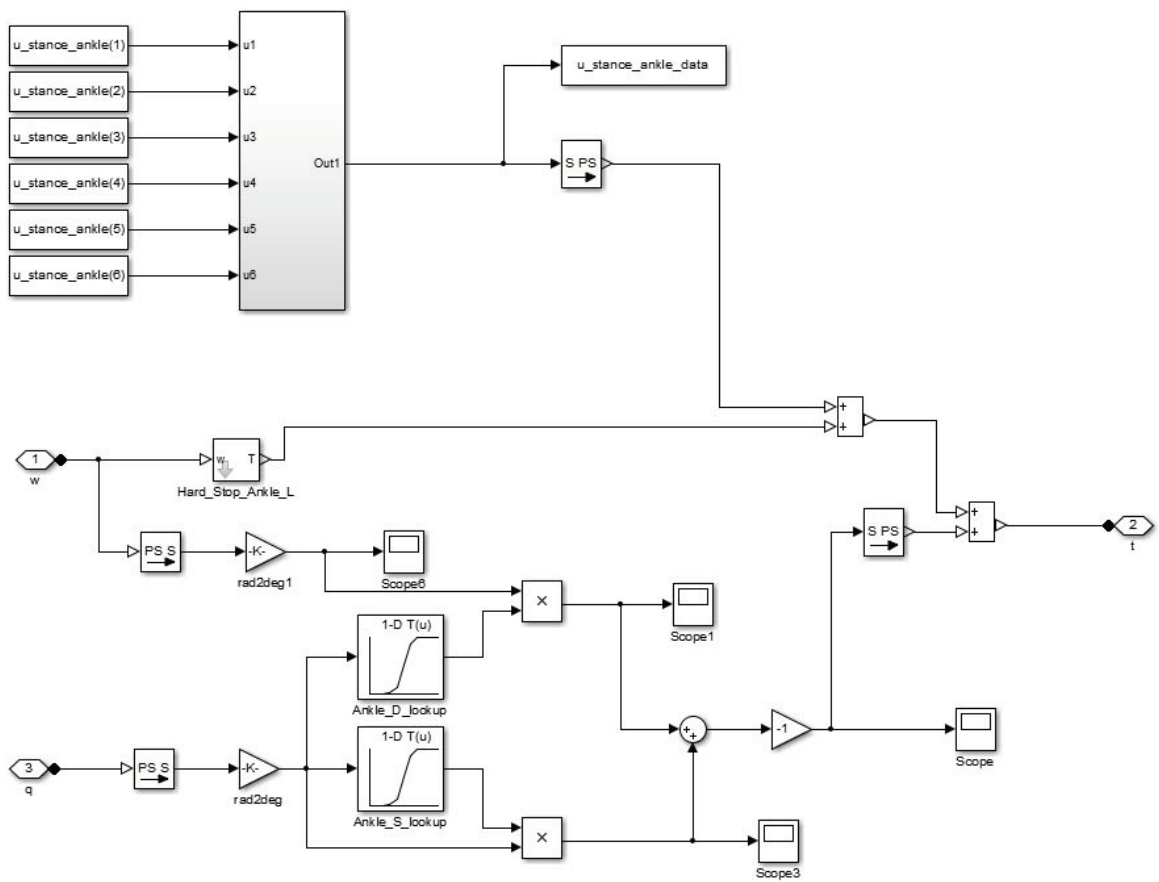 u_stance_ankle(1)
u_stance_ankle(2)
u_stance_ankle(3)
u_stance_ankle(4)
u_stance_ankle(5)
u_stance_ankle(6)
u1
u2
u3
u4
u5
u6
Out1
u_stance_ankle_data
S PS
+
+
1
w
w
T
Hard_Stop_Ankle_L
+
+
2
t
S PS
PS S
-K-
rad2deg1
Scope6
×
Scope1
1-D T(u)
Ankle_D_lookup
+
+
-1
Scope
1-D T(u)
Ankle_S_lookup
3
q
PS S
-K-
rad2deg
×
Scope3